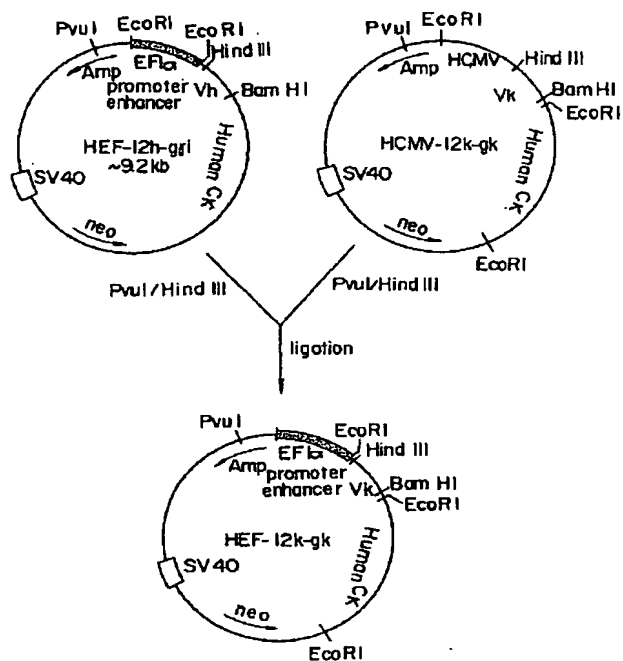 PvuI
EcoRI
EcoRI
Hind III
Amp
EF1α
promoter
enhancer
Vh
Bam HI
HEF-12h-gγ1
~9.2kb
Human Cκ
SV40
neo
PvuI
EcoRI
Amp
HCMV
Hind III
Vk
Bam HI
EcoRI
HCMV-12k-gk
Human Cκ
SV40
neo
EcoRI
PvuI/Hind III
PvuI/Hind III
ligation
PvuI
EcoRI
Hind III
Amp
EF1α
promoter
enhancer
Vk
Bam HI
EcoRI
HEF-12k-gk
Human Cκ
SV40
neo
EcoRI